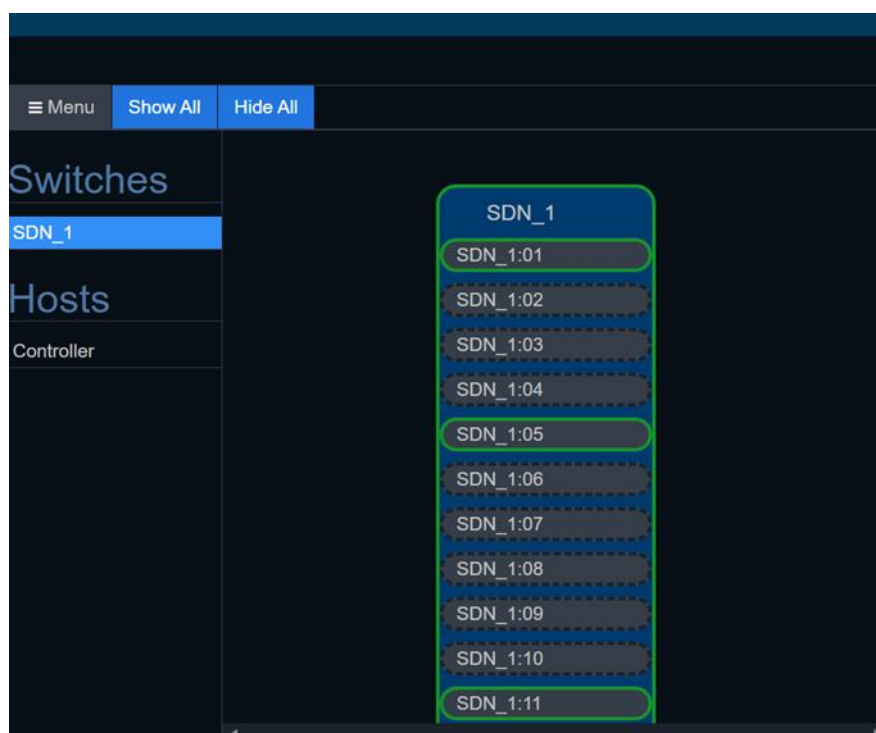 Menu Show All Hide All
Switches
SDN_1
Hosts
Controller
SDN_1
SDN_1:01
SDN_1:02
SDN_1:03
SDN_1:04
SDN_1:05
SDN_1:06
SDN_1:07
SDN_1:08
SDN_1:09
SDN_1:10
SDN_1:11